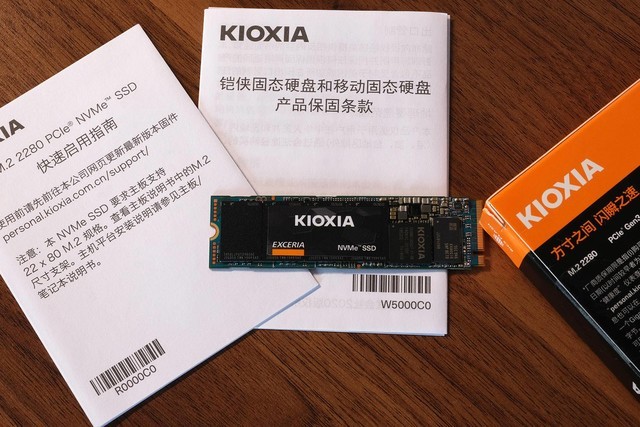 KIOXIA
铠侠固态硬盘和移动固态硬盘
产品保固条款
W5000C0
XIA
M.2 2280 PCIe® NVMe™ SSD
快速启用指南
使用前请先前往本公司网页更新最新版本固件
personal.kioxia.com.cn/support/
注意：本 NVMe SSD 要求主板支持
22 x 80 M.2 规格。查看主板说明书中的M.2
尺寸支架。主机平台安装说明请参见主板/
笔记本说明书。
R0000C0
KIOXIA
EXCERIA
NVMe™ SSD
KIOXIA
KIOXIA
方寸之间 闪瞬之速
M.2 2280
PCIe Gen